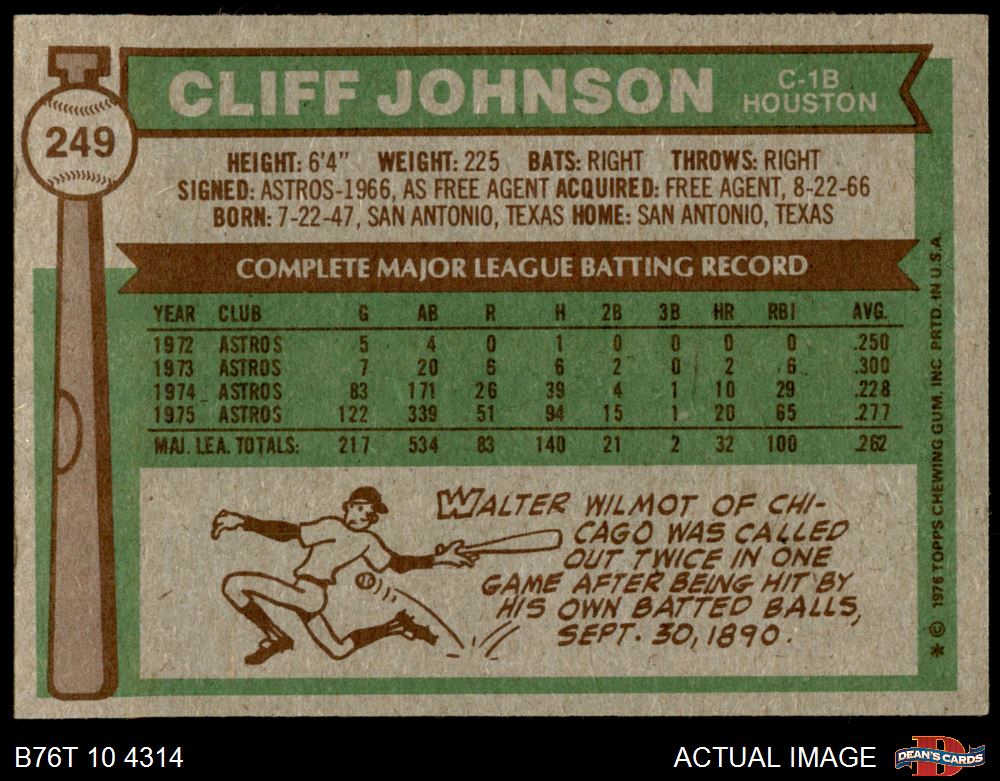 CLIFF JOHNSON
C-1B
HOUSTON
249
HEIGHT: 6'4" WEIGHT: 225 BATS: RIGHT THROWS: RIGHT
SIGNED: ASTROS-1966, AS FREE AGENT ACQUIRED: FREE AGENT, 8-22-66
BORN: 7-22-47, SAN ANTONIO, TEXAS HOME: SAN ANTONIO, TEXAS
COMPLETE MAJOR LEAGUE BATTING RECORD
YEAR CLUB G AB R H 2B 3B HR RBI AVG.
1972 ASTROS 5 4 0 1 0 0 0 0 .250
1973 ASTROS 7 20 6 6 2 0 2 6 .300
1974 ASTROS 83 171 26 39 4 1 10 29 .228
1975 ASTROS 122 339 51 94 15 1 20 65 .277
MAJ. LEA. TOTALS: 217 534 83 140 21 2 32 100 .262
WALTER WILMOT OF CHI-
CAGO WAS CALLED
OUT TWICE IN ONE
GAME AFTER BEING HIT BY
HIS OWN BATTED BALLS,
SEPT. 30, 1890.
* © 1976 TOPPS CHEWING GUM, INC PRTD. IN U.S.A.
B76T 10 4314
ACTUAL IMAGE
D
DEAN'S CARDS